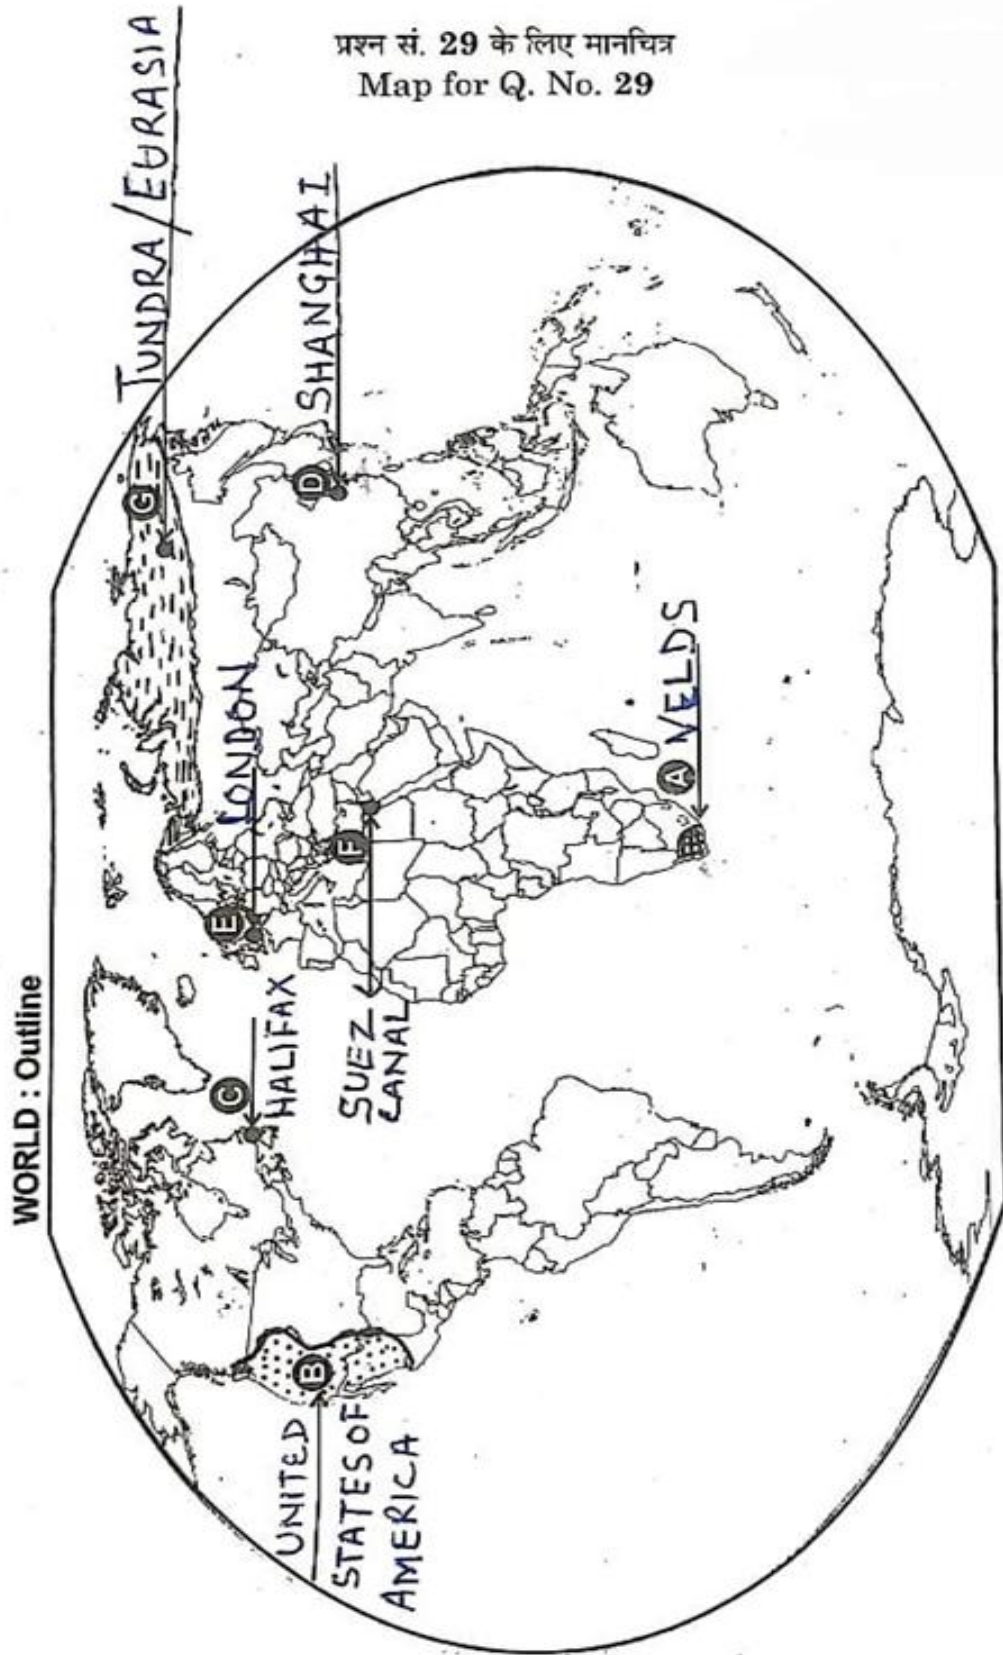 प्रश्न सं. 29 के लिए मानचित्र
Map for Q. No. 29
WORLD : Outline
TUNDRA/EURASIA
G
SHANGHAI
D
LONDON
E
F
SUEZ
CANAL
C
HALIFAX
A
VELDS
B
UNITED
STATES OF
AMERICA